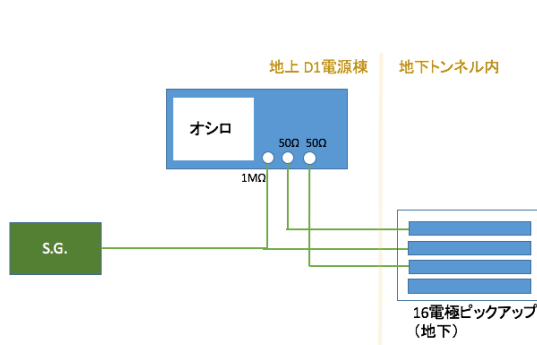 地上 D1電源棟
地下トンネル内
オシロ
50Ω 50Ω
1MΩ
S.G.
16電極ピックアップ
（地下）